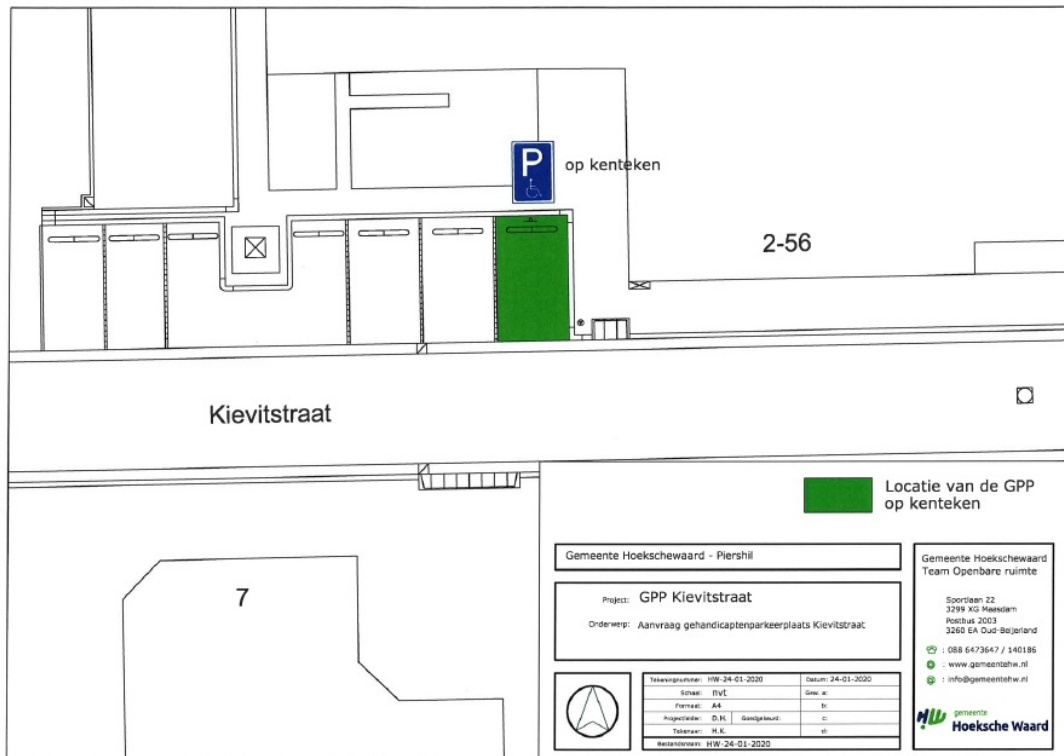 P
op kenteken
2-56
Kievitstraat
7
Locatie van de GPP
op kenteken
Gemeente Hoekschewaard - Piershil
Project: GPP Kievitstraat
Onderwerp: Aanvraag gehandicaptenparkeerplaats Kievitstraat
Tekeningnummer: HW-24-01-2020 Datum: 24-01-2020
Schaal: nvt Gew. a:
Formaat: A4 b:
Projectleider: D.H. Goedgekeurd: c:
Tekenaar: H.K. d:
Bestandsnaam: HW-24-01-2020
Gemeente Hoekschewaard
Team Openbare ruimte
Sportlaan 22
3299 XG Maasdam
Postbus 2003
3260 EA Oud-Beijerland
: 088 6473647 / 140186
: www.gemeentehw.nl
: info@gemeentehw.nl
gemeente
Hoeksche Waard